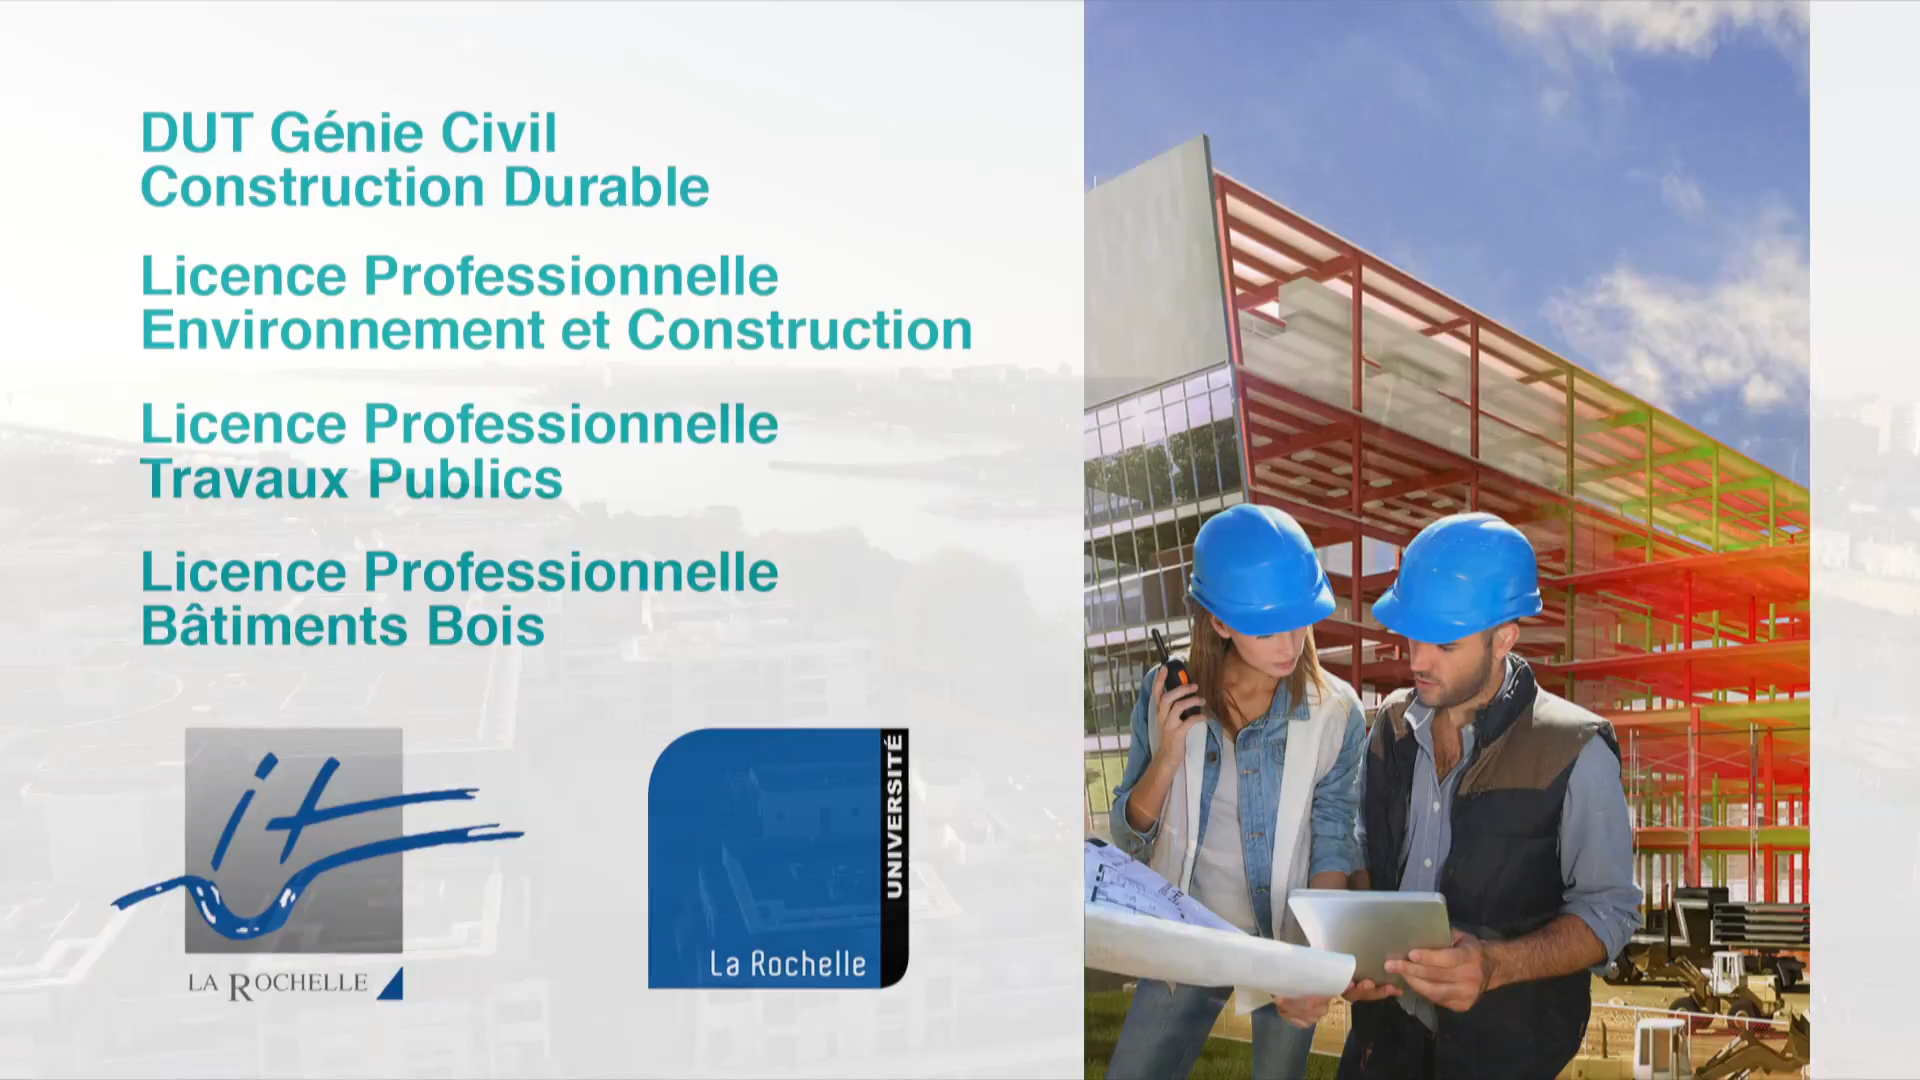 DUT Génie Civil
Construction Durable
Licence Professionnelle
Environnement et Construction
Licence Professionnelle
Travaux Publics
Licence Professionnelle
Bâtiments Bois
iut
LA ROCHELLE
UNIVERSITÉ
La Rochelle